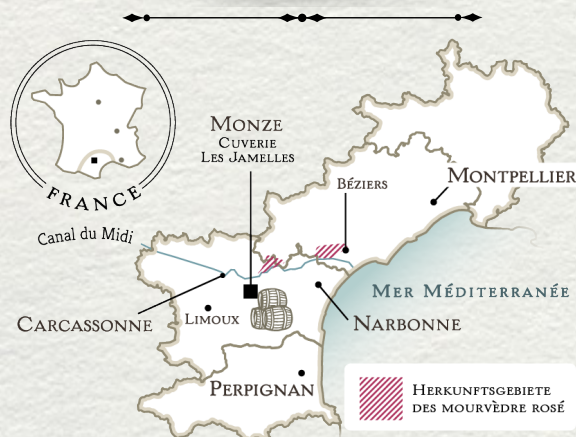 FRANCE
Canal du Midi
MONZE
CUVERIE
LES JAMELLES
BÉZIERS
MONTPELLIER
MER MÉDITERRANÉE
CARCASSONNE
LIMOUX
NARBONNE
PERPIGNAN
HERKUNFTSGEBIETE
DES MOURVÈDRE ROSÉ